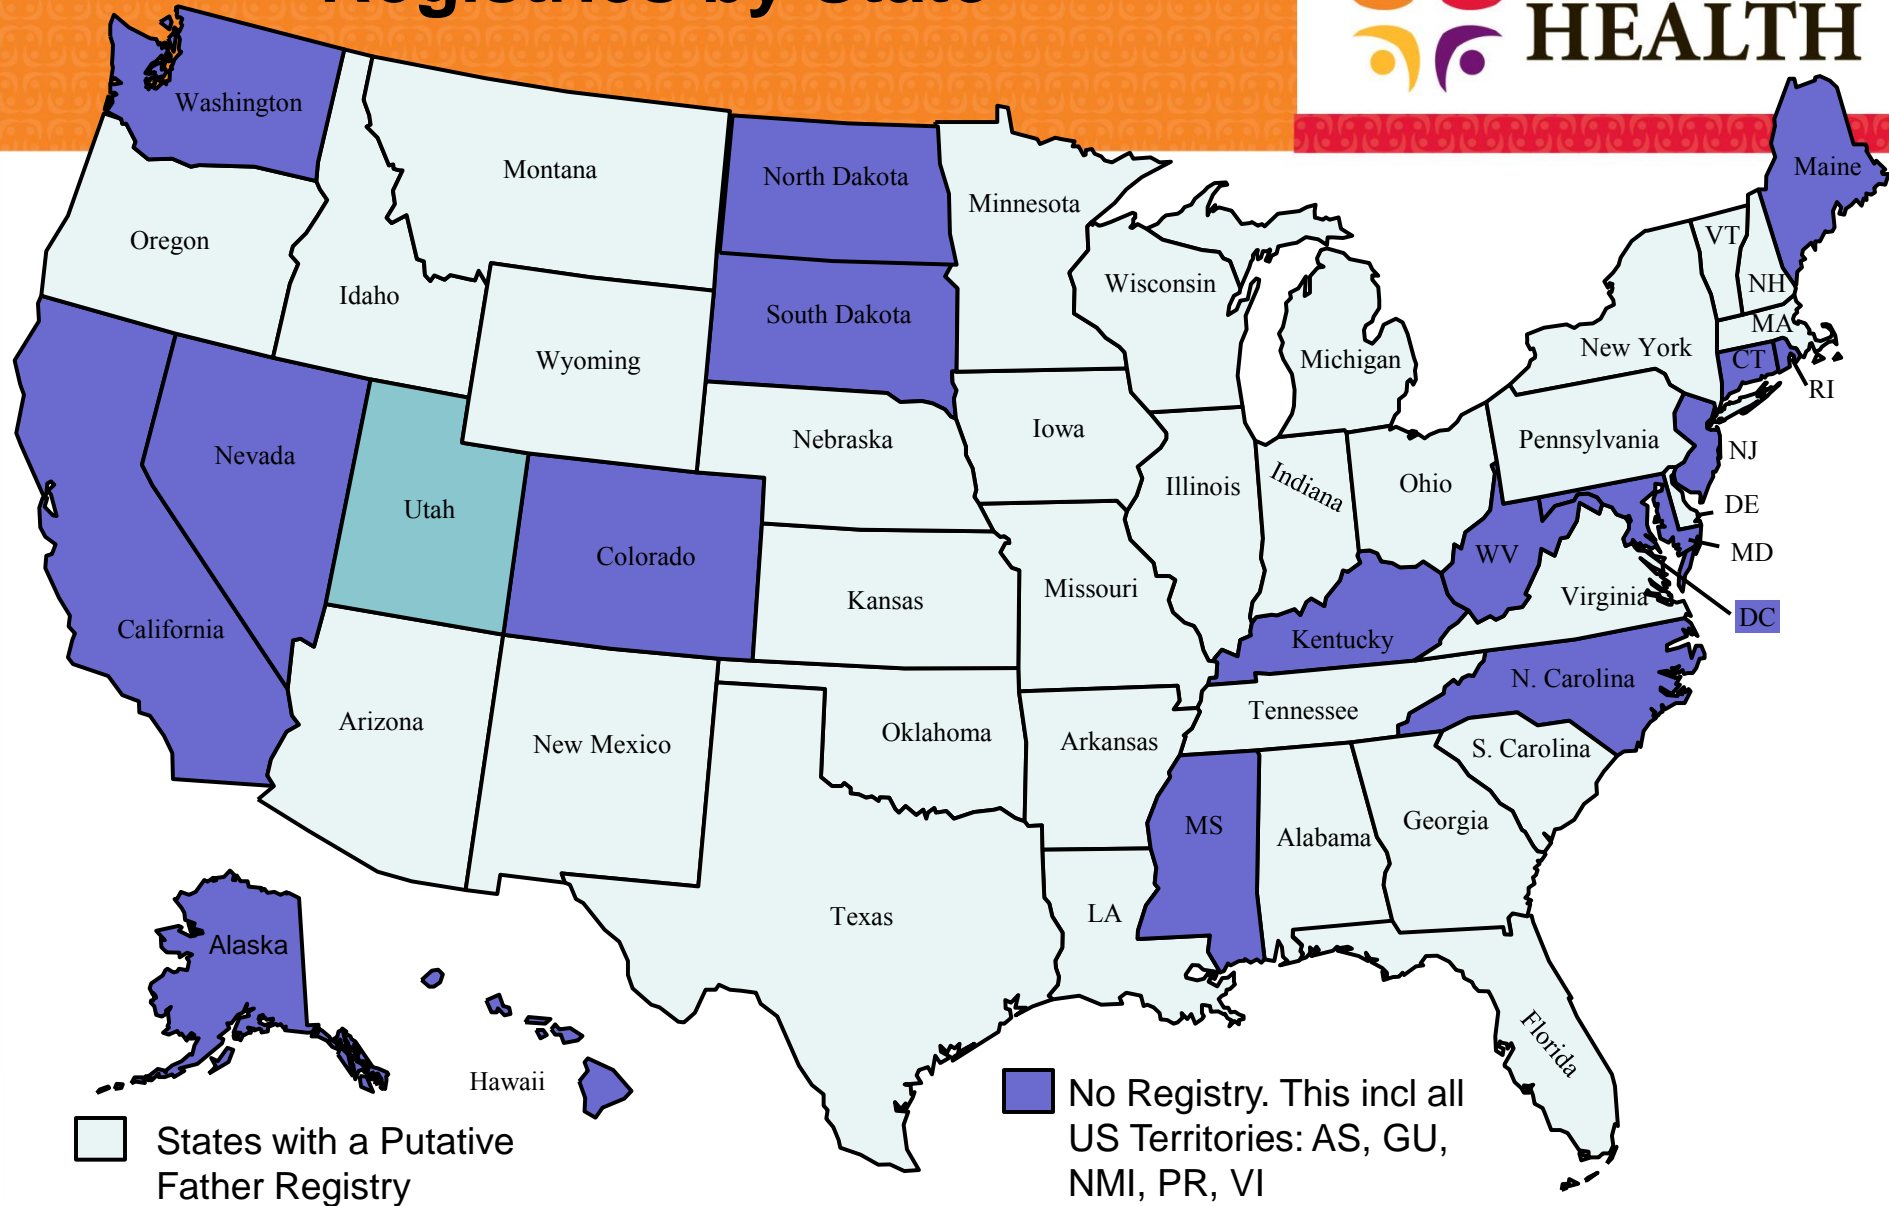 Registries by State
HEALTH
Washington
Montana
North Dakota
Minnesota
Maine
Oregon
Idaho
South Dakota
Wisconsin
VT
NH
MA
Wyoming
Michigan
New York
CT
RI
Nevada
Nebraska
Iowa
Pennsylvania
NJ
Utah
Illinois
Indiana
Ohio
DE
Colorado
WV
MD
California
Kansas
Missouri
Virginia
DC
Kentucky
N. Carolina
Arizona
New Mexico
Oklahoma
Arkansas
Tennessee
S. Carolina
MS
Alabama
Georgia
Texas
LA
Alaska
Florida
Hawaii
States with a Putative
Father Registry
No Registry. This incl all
US Territories: AS, GU,
NMI, PR, VI